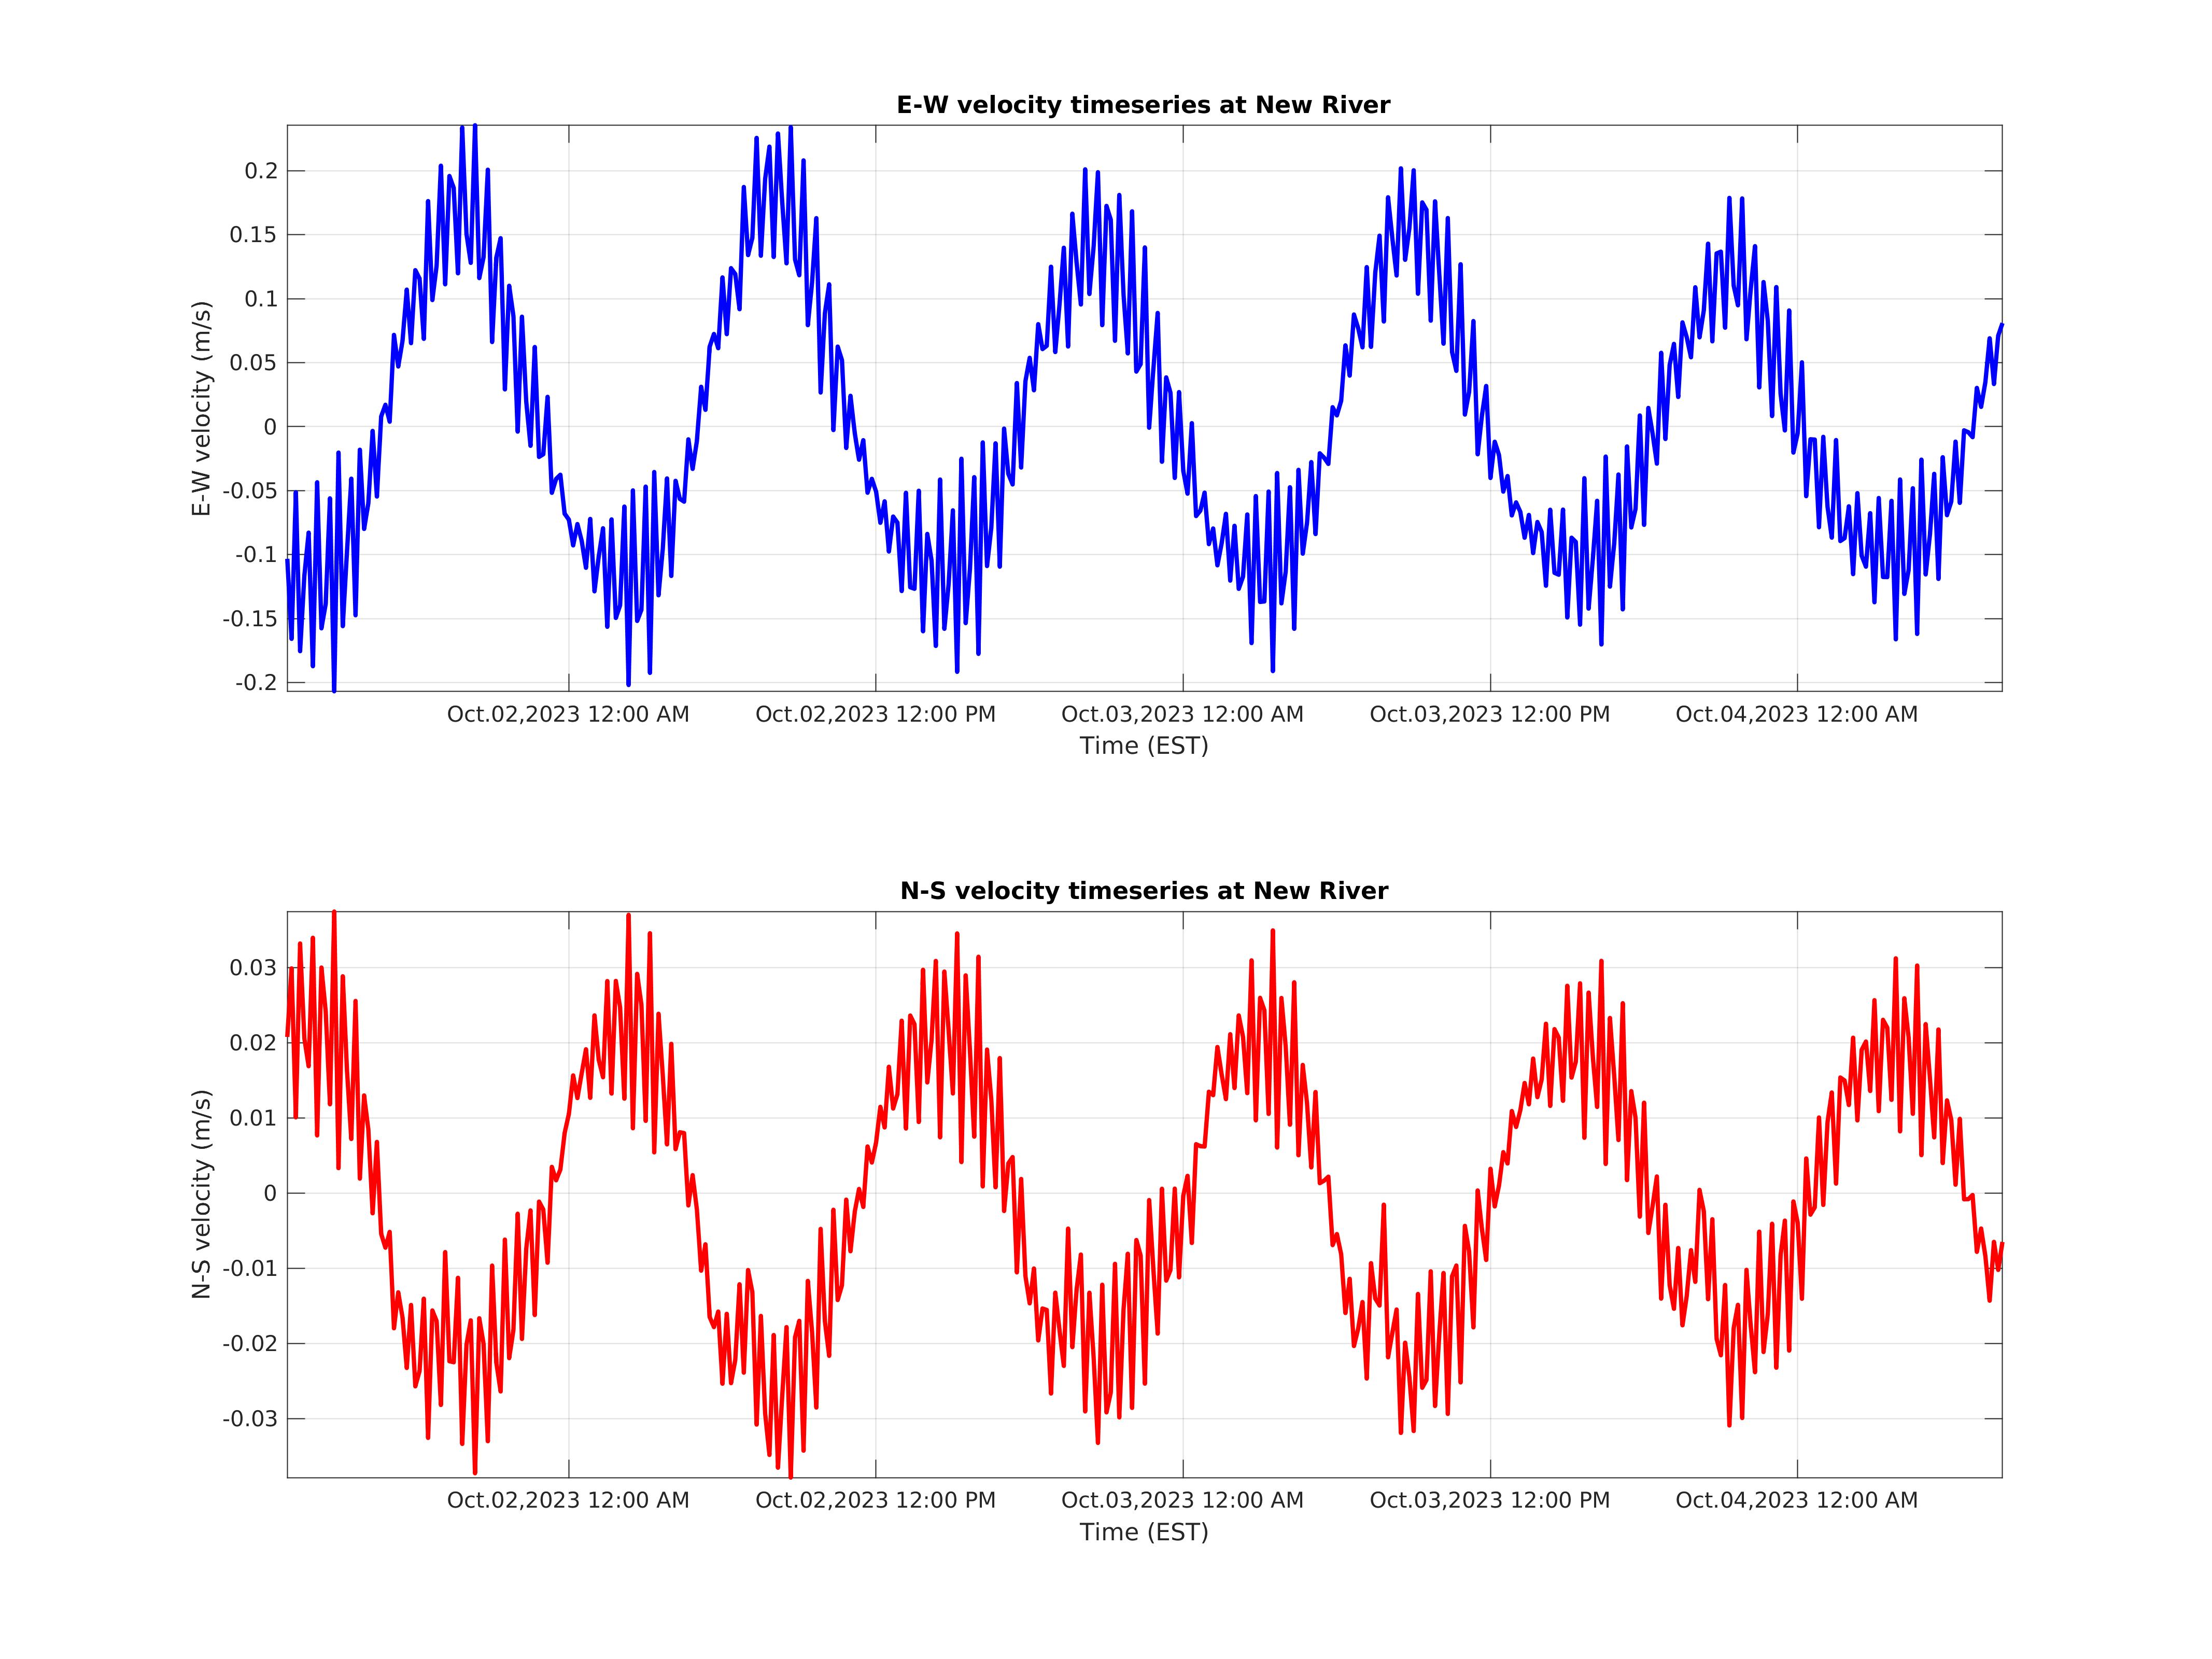 E-W velocity timeseries at New River
E-W velocity (m/s)
0.2
0.15
0.1
0.05
0
-0.05
-0.1
-0.15
-0.2
Oct.02,2023 12:00 AM
Oct.02,2023 12:00 PM
Oct.03,2023 12:00 AM
Oct.03,2023 12:00 PM
Oct.04,2023 12:00 AM
Time (EST)
N-S velocity timeseries at New River
N-S velocity (m/s)
0.03
0.02
0.01
0
-0.01
-0.02
-0.03
Oct.02,2023 12:00 AM
Oct.02,2023 12:00 PM
Oct.03,2023 12:00 AM
Oct.03,2023 12:00 PM
Oct.04,2023 12:00 AM
Time (EST)